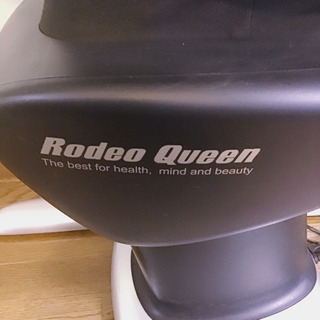 Rodeo Queen
The best for health, mind and beauty